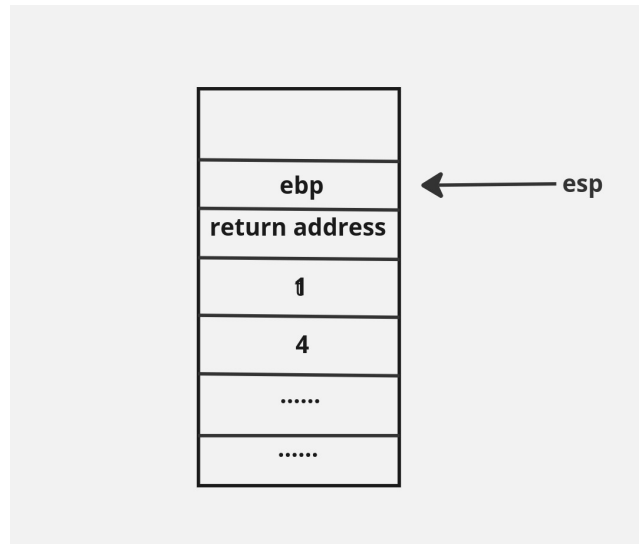 ebp
esp
return address
1
4
......
......